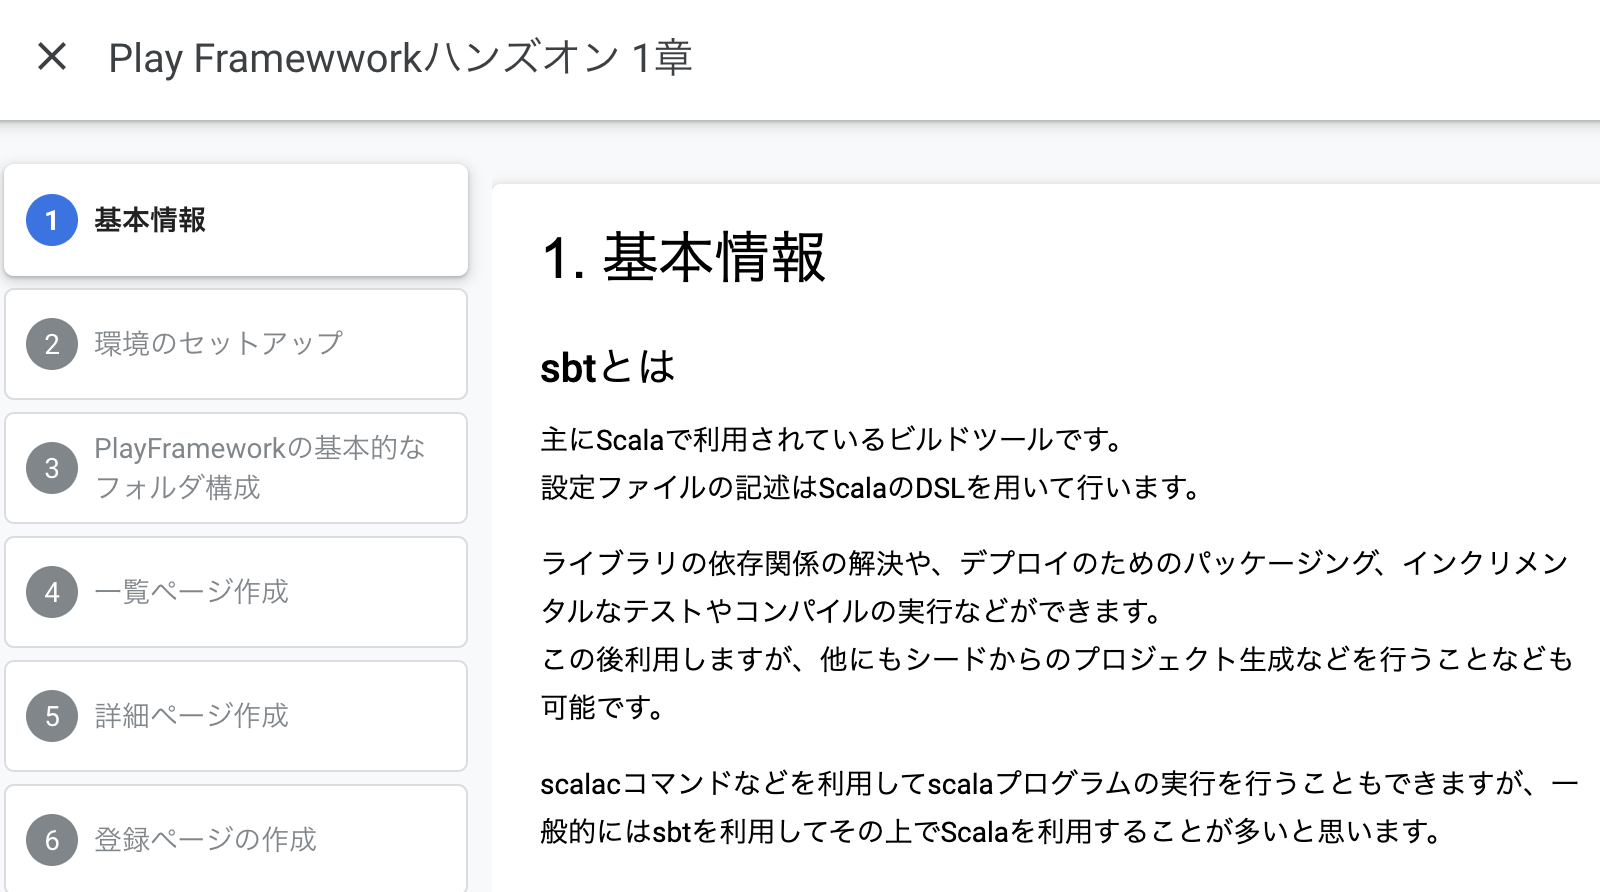 Play Framewworkハンズオン 1章
1 基本情報
2 環境のセットアップ
3 PlayFrameworkの基本的な
フォルダ構成
4 一覧ページ作成
5 詳細ページ作成
6 登録ページの作成
1. 基本情報
sbtとは
主にScalaで利用されているビルドツールです。
設定ファイルの記述はScalaのDSLを用いて行います。
ライブラリの依存関係の解決や、デプロイのためのパッケージング、インクリメン
タルなテストやコンパイルの実行などができます。
この後利用しますが、他にもシードからのプロジェクト生成などを行うことなども
可能です。
scalacコマンドなどを利用してscalaプログラムの実行を行うこともできますが、一
般的にはsbtを利用してその上でScalaを利用することが多いと思います。